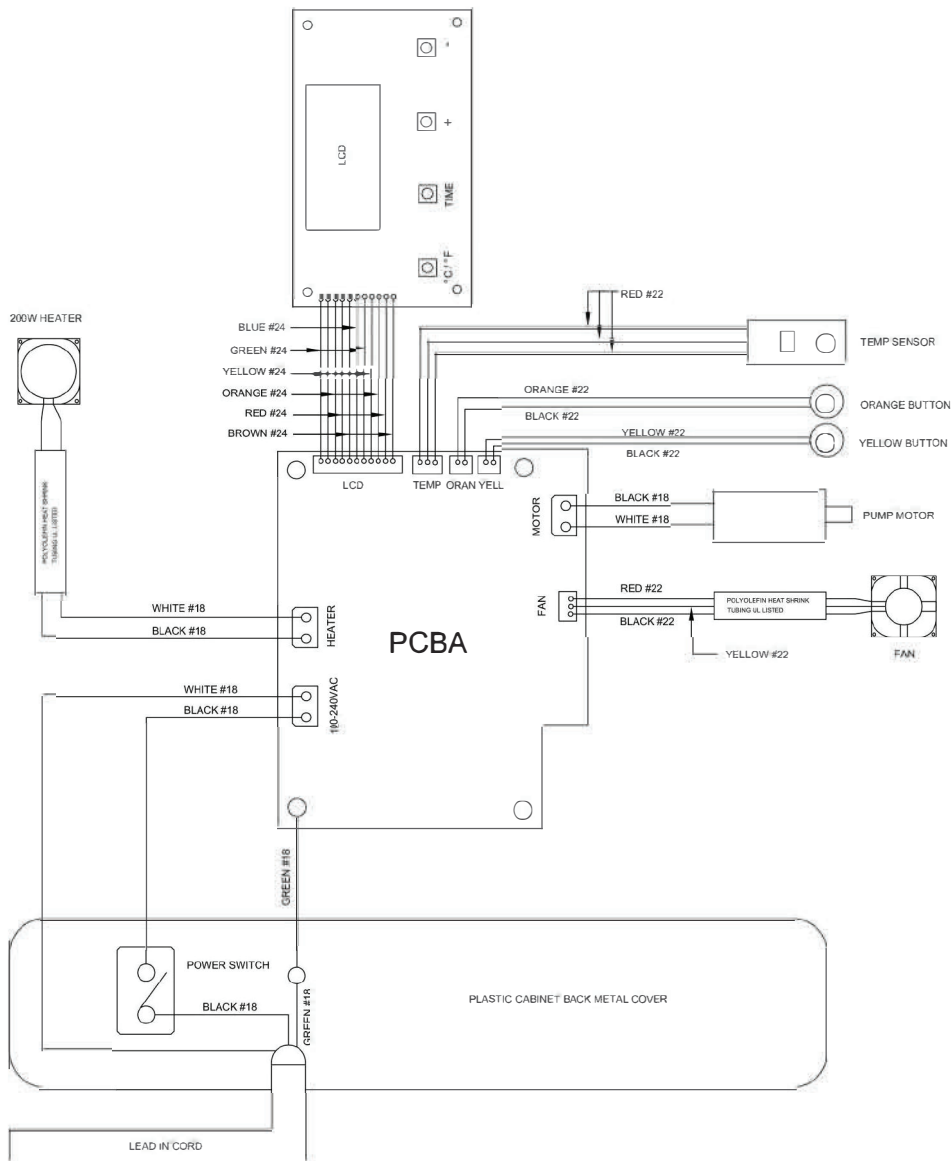 -
+
LCD
TIME
°C/°F
200W HEATER
BLUE #24
GREEN #24
YELLOW #24
ORANGE #24
RED #24
BROWN #24
RED #22
TEMP SENSOR
ORANGE #22
BLACK #22
ORANGE BUTTON
YELLOW #22
BLACK #22
YELLOW BUTTON
LCD
TEMP
ORAN
YELL
POLYOLEFIN HEAT SHRINK
TUBING UL LISTED
MOTOR
BLACK #18
WHITE #18
PUMP MOTOR
WHITE #18
BLACK #18
HEATER
PCBA
FAN
RED #22
BLACK #22
YELLOW #22
POLYOLEFIN HEAT SHRINK
TUBING UL LISTED
FAN
WHITE #18
BLACK #18
100-240VAC
GREEN #18
POWER SWITCH
BLACK #18
GREEN #18
PLASTIC CABINET BACK METAL COVER
LEAD IN CORD